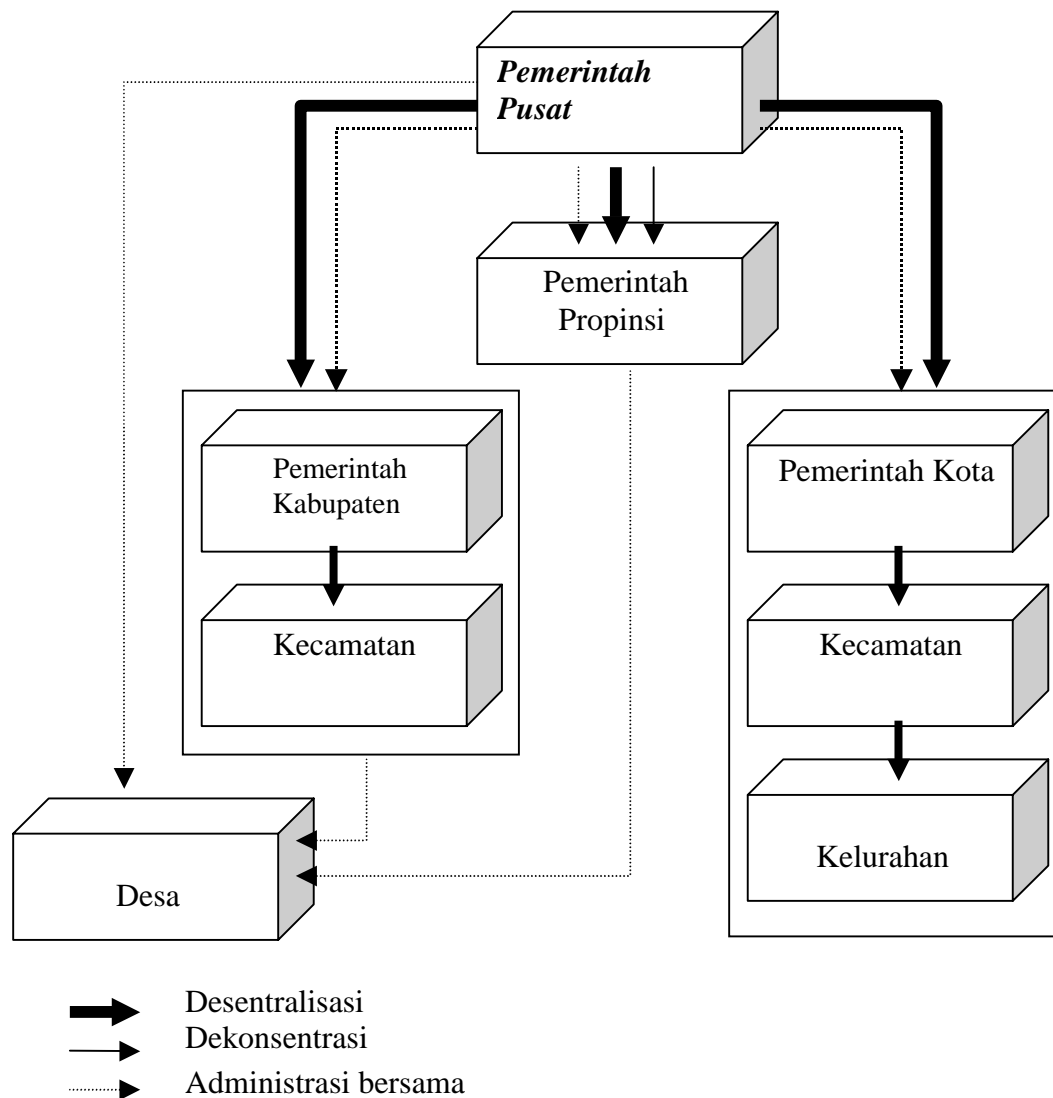 Pemerintah
Pusat
Pemerintah
Propinsi
Pemerintah
Kabupaten
Kecamatan
Pemerintah Kota
Kecamatan
Kelurahan
Desa
Desentralisasi
Dekonsentrasi
Administrasi bersama